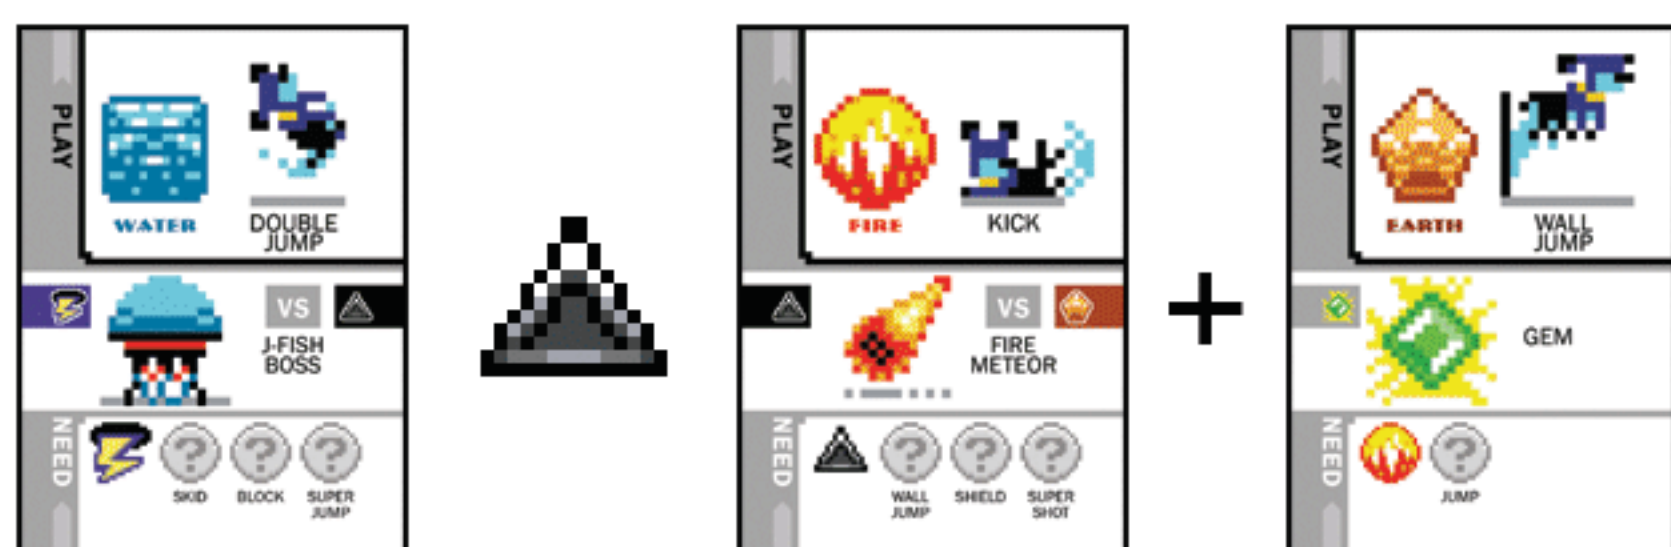 PLAY
WATER
DOUBLE
JUMP
VS
J-FISH
BOSS
NEED
?
?
?
SKID
BLOCK
SUPER
JUMP
PLAY
FIRE
KICK
VS
FIRE
METEOR
NEED
?
?
?
WALL
JUMP
SHIELD
SUPER
SHOT
+
PLAY
EARTH
WALL
JUMP
GEM
NEED
?
JUMP